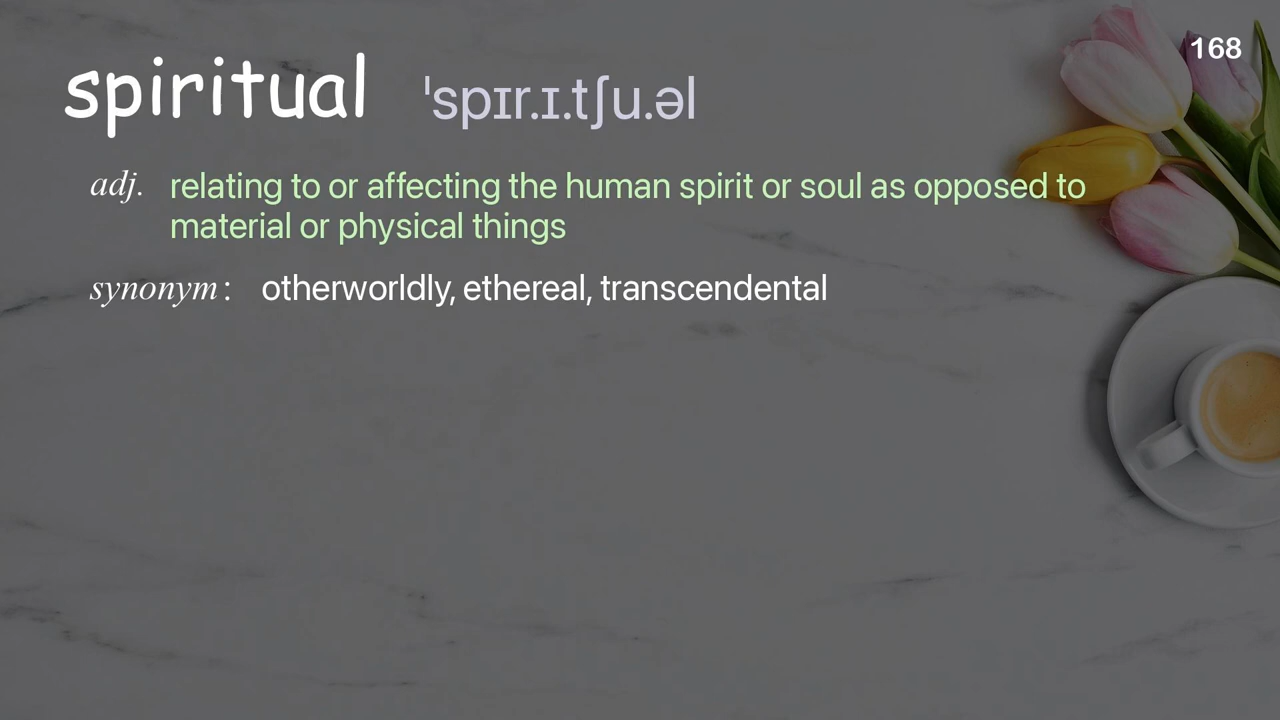 168
spiritual ˈspɪr.ɪ.tʃu.əl
adj. relating to or affecting the human spirit or soul as opposed to
material or physical things
synonym: otherworldly, ethereal, transcendental